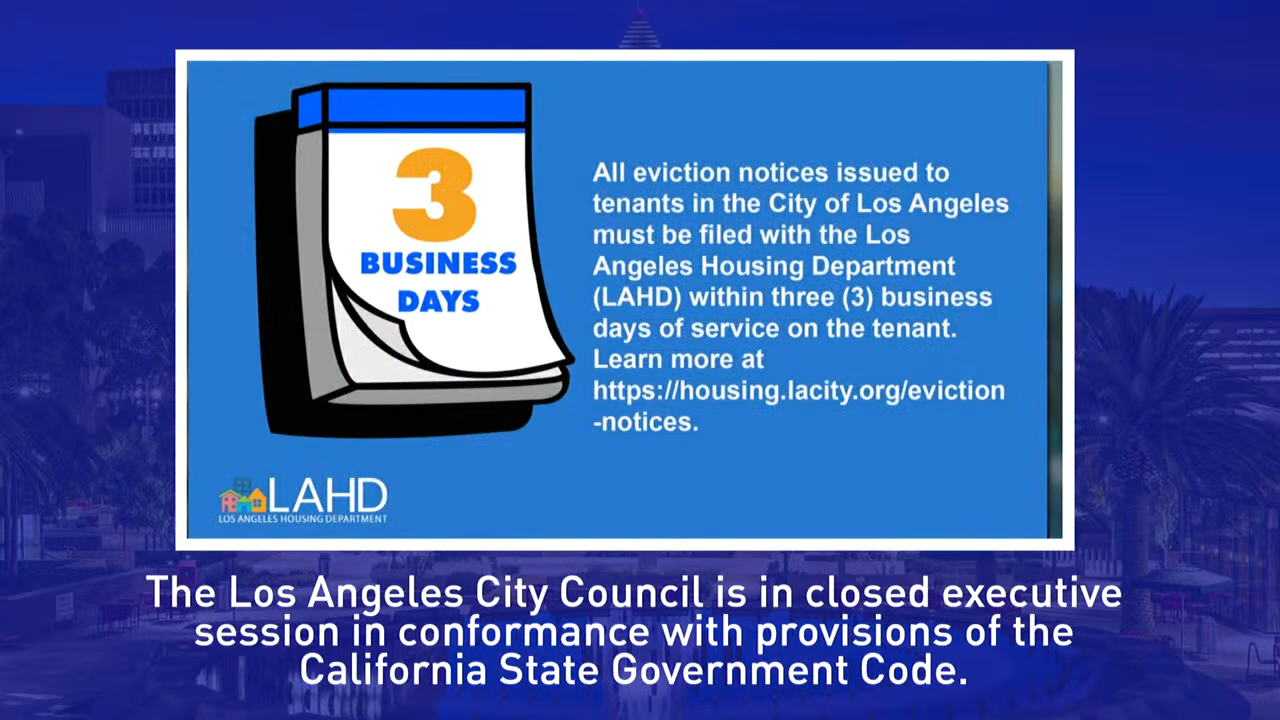 3
BUSINESS
DAYS
All eviction notices issued to
tenants in the City of Los Angeles
must be filed with the Los
Angeles Housing Department
(LAHD) within three (3) business
days of service on the tenant.
Learn more at
https://housing.lacity.org/eviction
-notices.
LAHD
LOS ANGELES HOUSING DEPARTMENT
The Los Angeles City Council is in closed executive
session in conformance with provisions of the
California State Government Code.